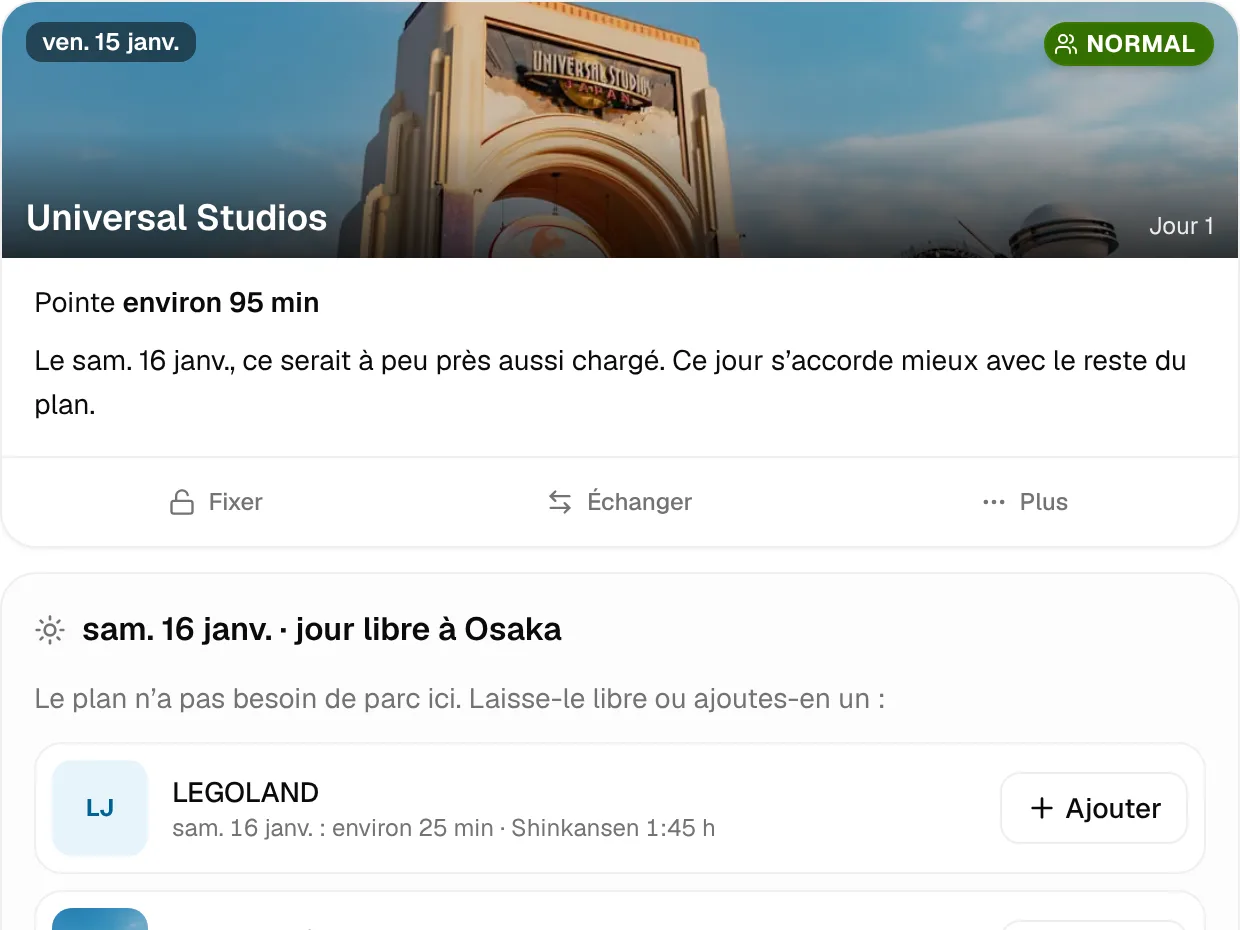 ven. 15 janv.
NORMAL
UNIVERSAL STUDIOS
JAPAN
Universal Studios
Jour 1
Pointe environ 95 min
Le sam. 16 janv., ce serait à peu près aussi chargé. Ce jour s’accorde mieux avec le reste du
plan.
Fixer
Échanger
Plus
sam. 16 janv. · jour libre à Osaka
Le plan n’a pas besoin de parc ici. Laisse-le libre ou ajoutes-en un :
LJ
LEGOLAND
sam. 16 janv. : environ 25 min · Shinkansen 1:45 h
Ajouter